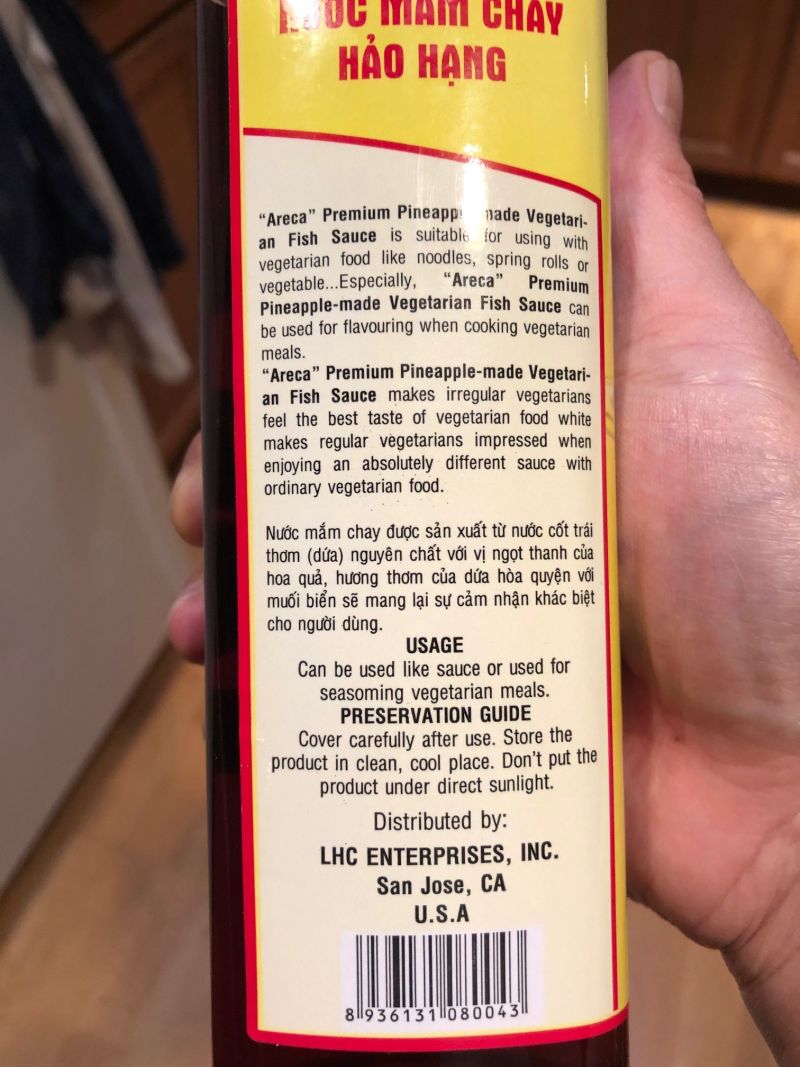 NƯỚC MẮM CHAY
HẢO HẠNG
"Areca" Premium Pineapp made Vegetari-
an Fish Sauce is suitable for using with
vegetarian food like noodles, spring rolls or
vegetable...Especially, "Areca" Premium
Pineapple-made Vegetarian Fish Sauce can
be used for flavouring when cooking vegetarian
meals.
"Areca" Premium Pineapple-made Vegetari-
an Fish Sauce makes irregular vegetarians
feel the best taste of vegetarian food white
makes regular vegetarians impressed when
enjoying an absolutely different sauce with
ordinary vegetarian food.
Nước mắm chay được sản xuất từ nước cốt trái
thơm (dứa) nguyên chất với vị ngọt thanh của
hoa quả, hương thơm của dứa hòa quyện với
muối biển sẽ mang lại sự cảm nhận khác biệt
cho người dùng.
USAGE
Can be used like sauce or used for
seasoming vegetarian meals.
PRESERVATION GUIDE
Cover carefully after use. Store the
product in clean, cool place. Don't put the
product under direct sunlight.
Distributed by:
LHC ENTERPRISES, INC.
San Jose, CA
U.S.A
8 936131 080043